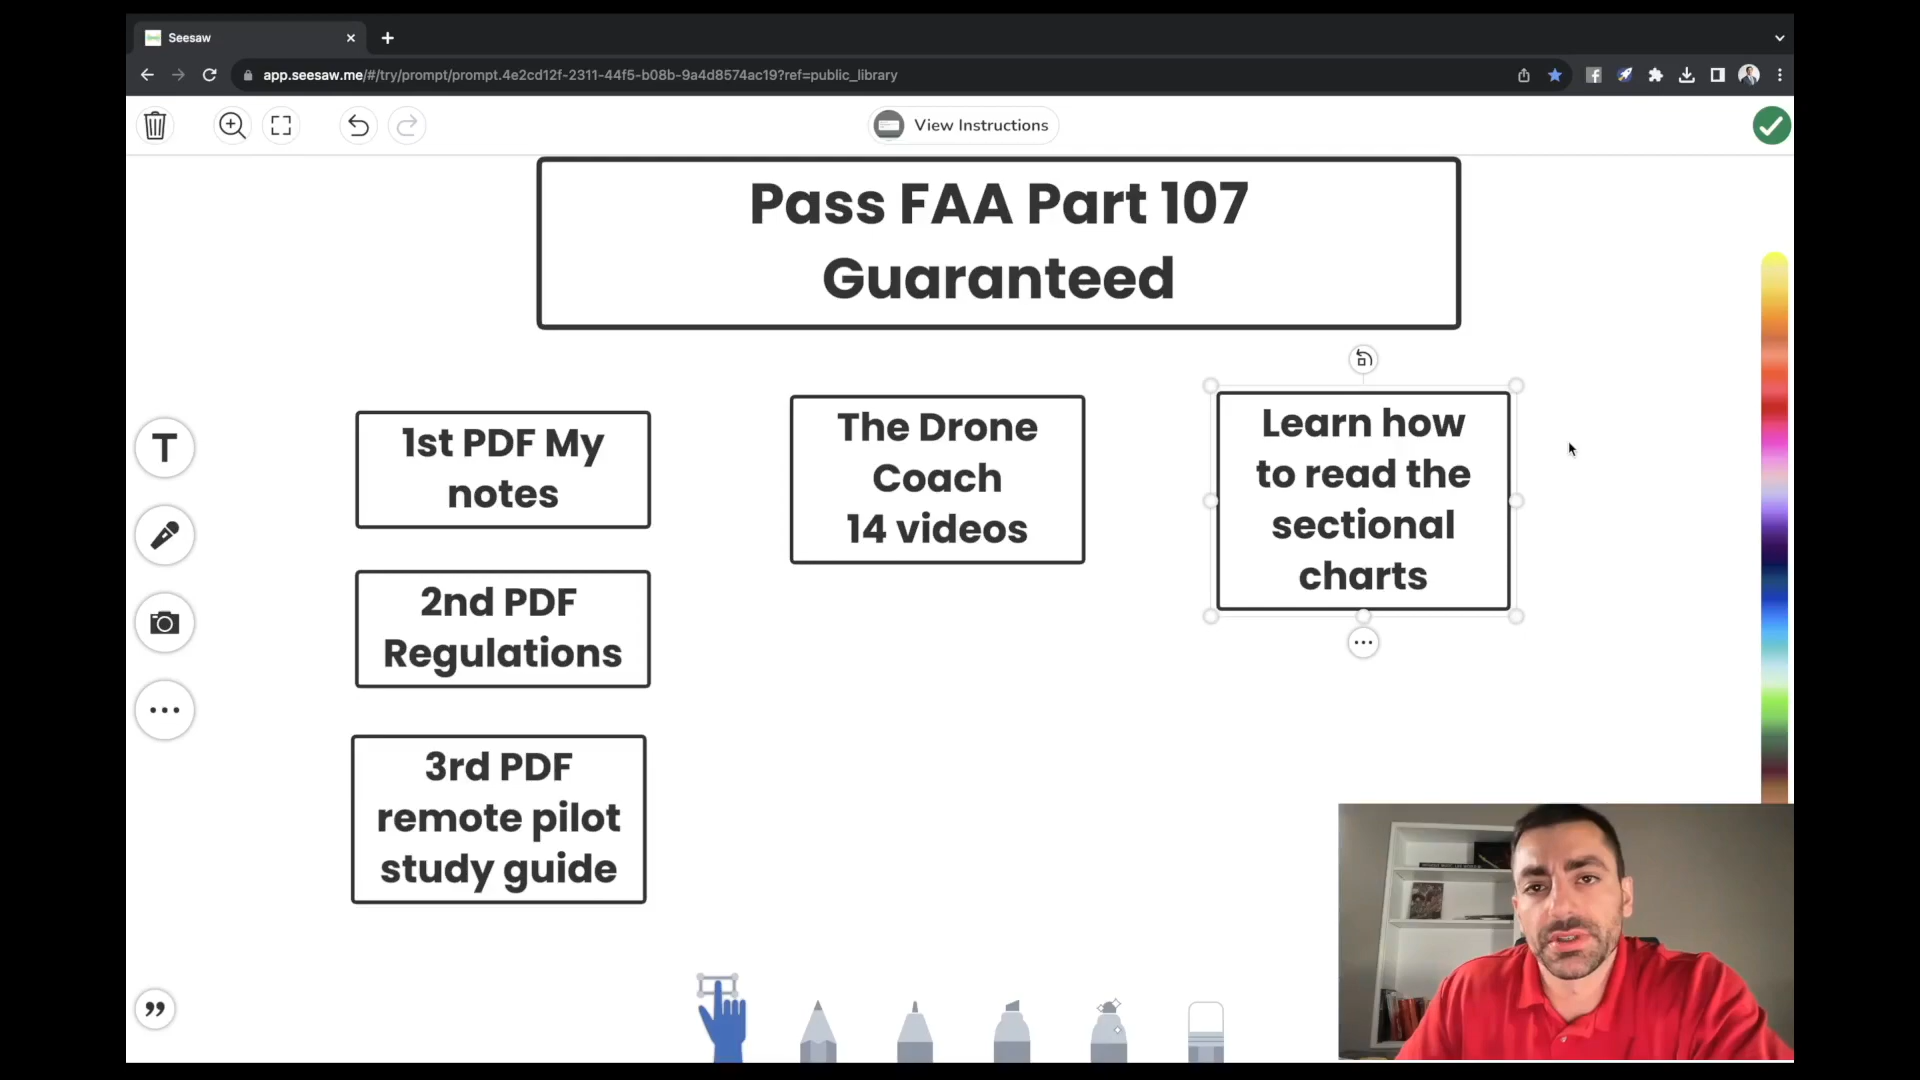 Seesaw
app.seesaw.me/#/try/prompt/prompt.4e2cd12f-2311-44f5-b08b-9a4d8574ac19?ref=public_library
View Instructions
Pass FAA Part 107
Guaranteed
1st PDF My
notes
2nd PDF
Regulations
3rd PDF
remote pilot
study guide
The Drone
Coach
14 videos
Learn how
to read the
sectional
charts
T